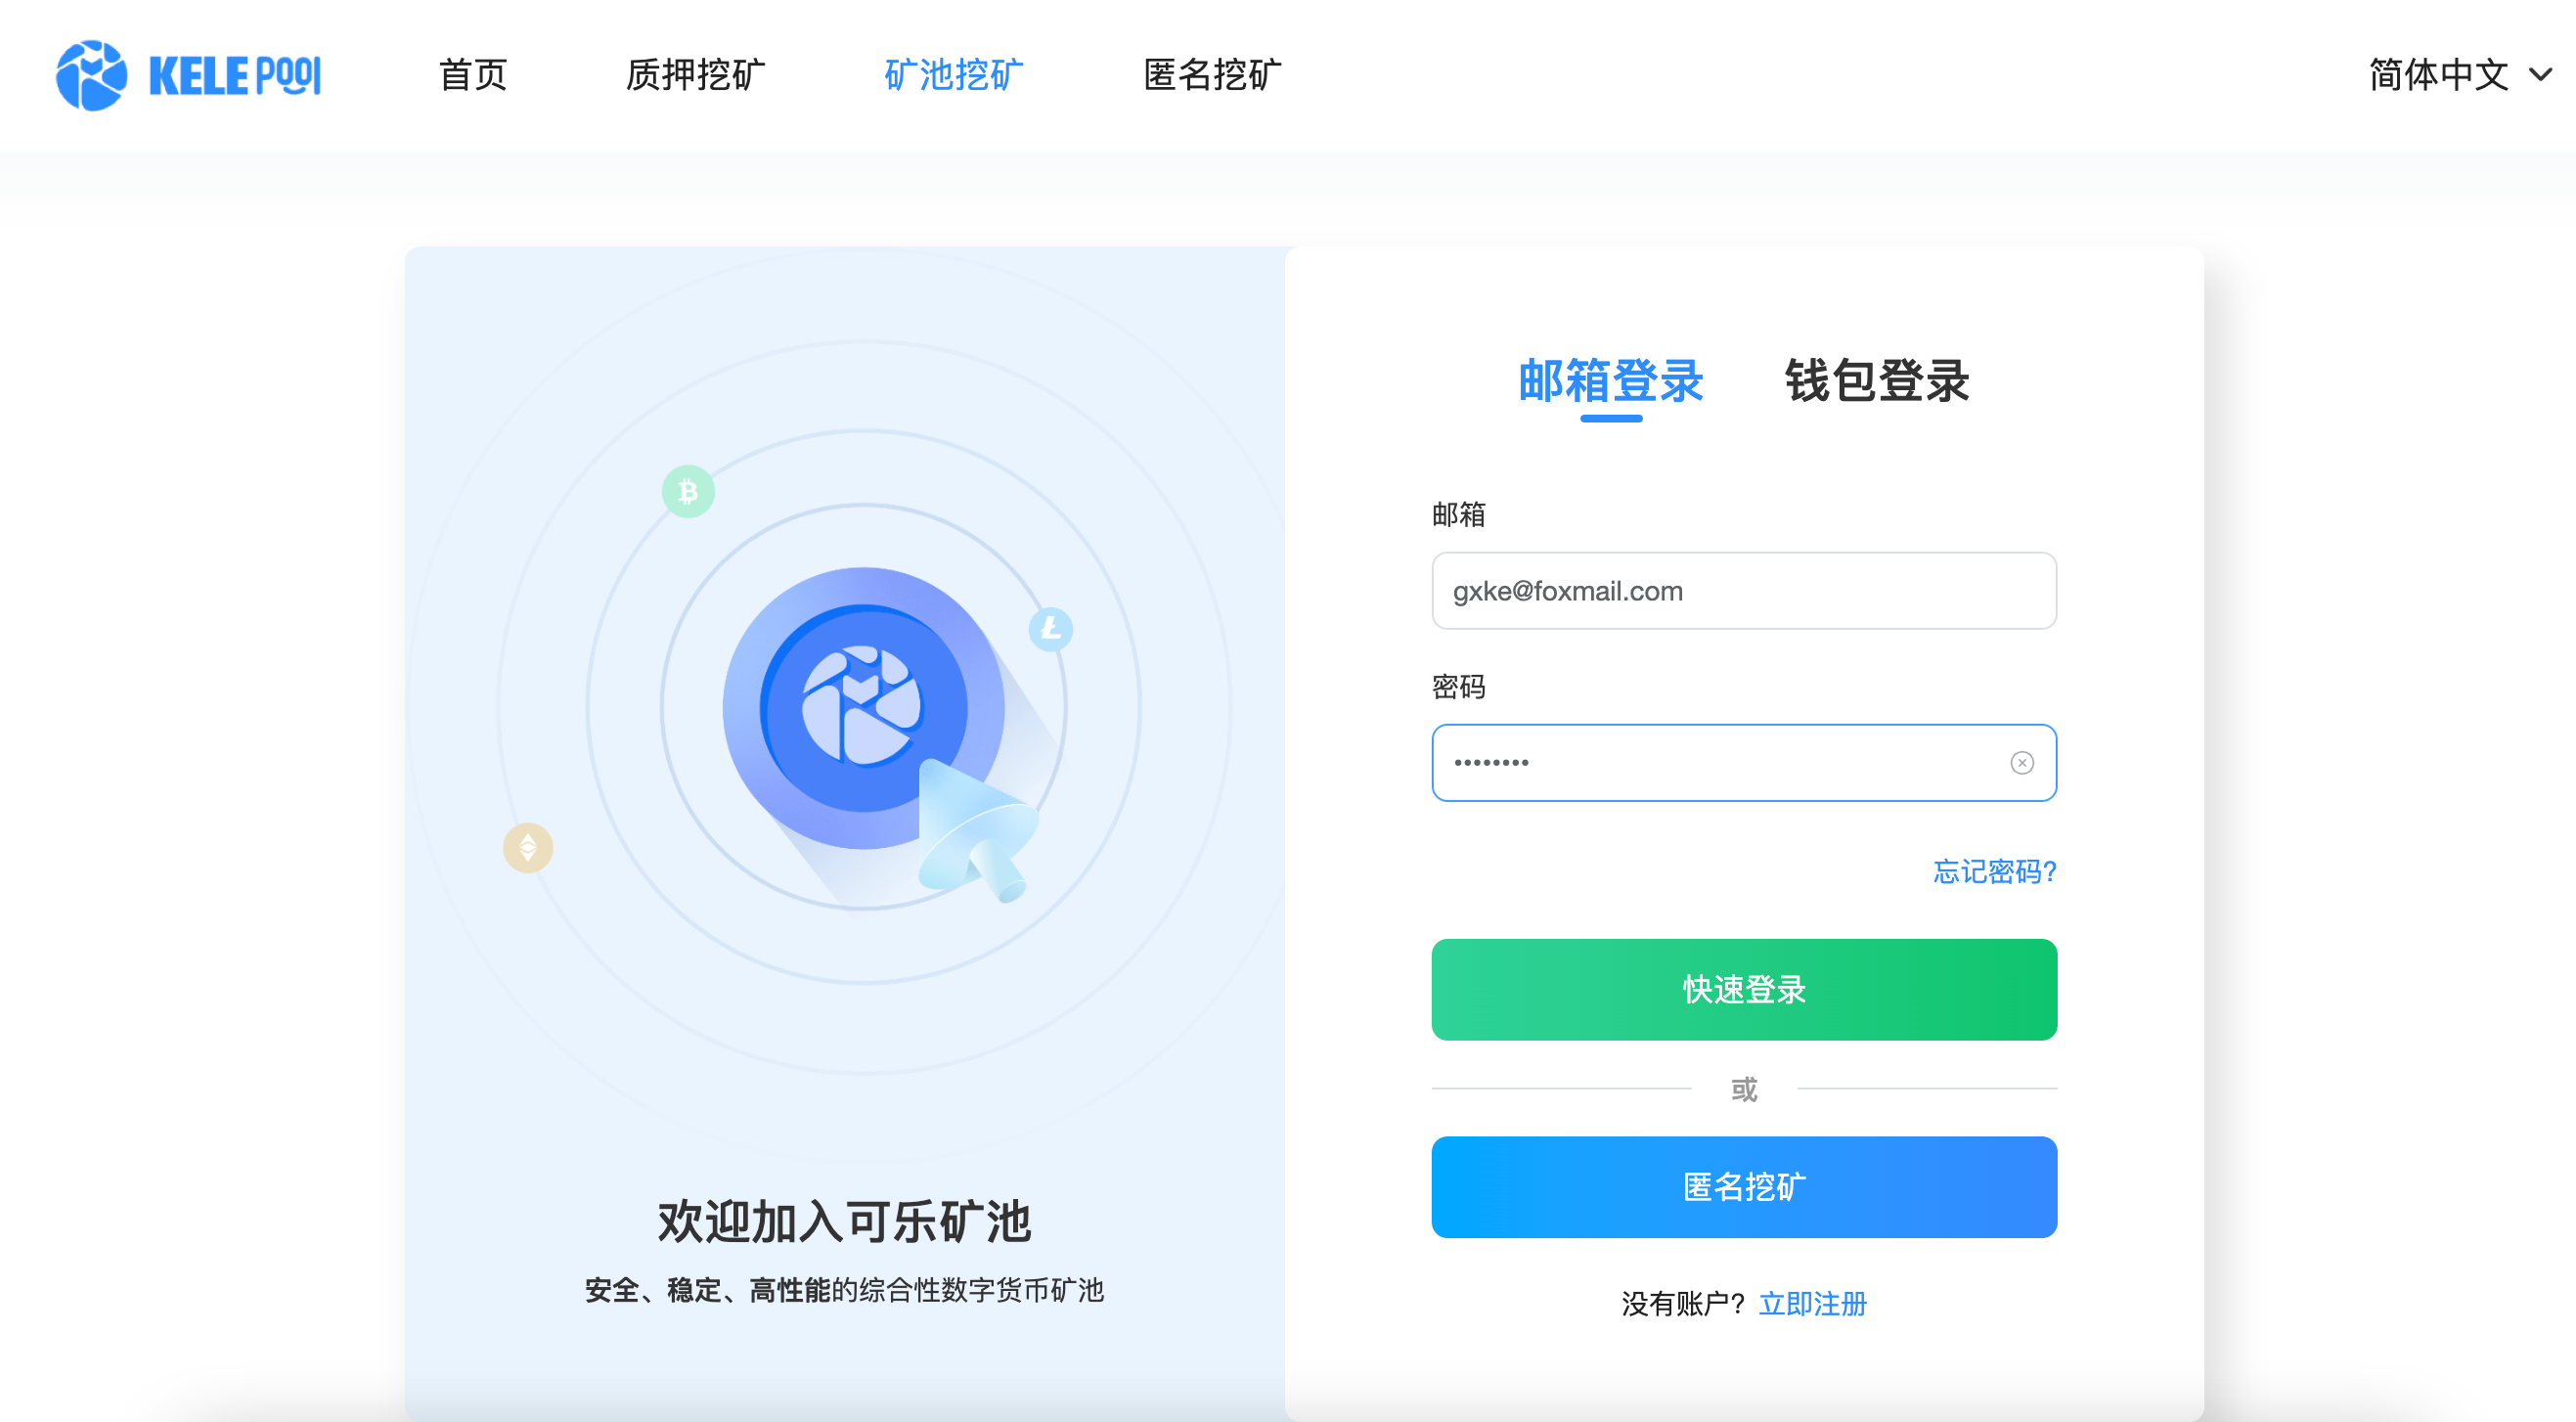 KELE POOL
首页
质押挖矿
矿池挖矿
匿名挖矿
简体中文
邮箱登录
钱包登录
邮箱
gxke@foxmail.com
密码
••••••••
忘记密码?
快速登录
或
匿名挖矿
没有账户? 立即注册
欢迎加入可乐矿池
安全、稳定、高性能的综合性数字货币矿池